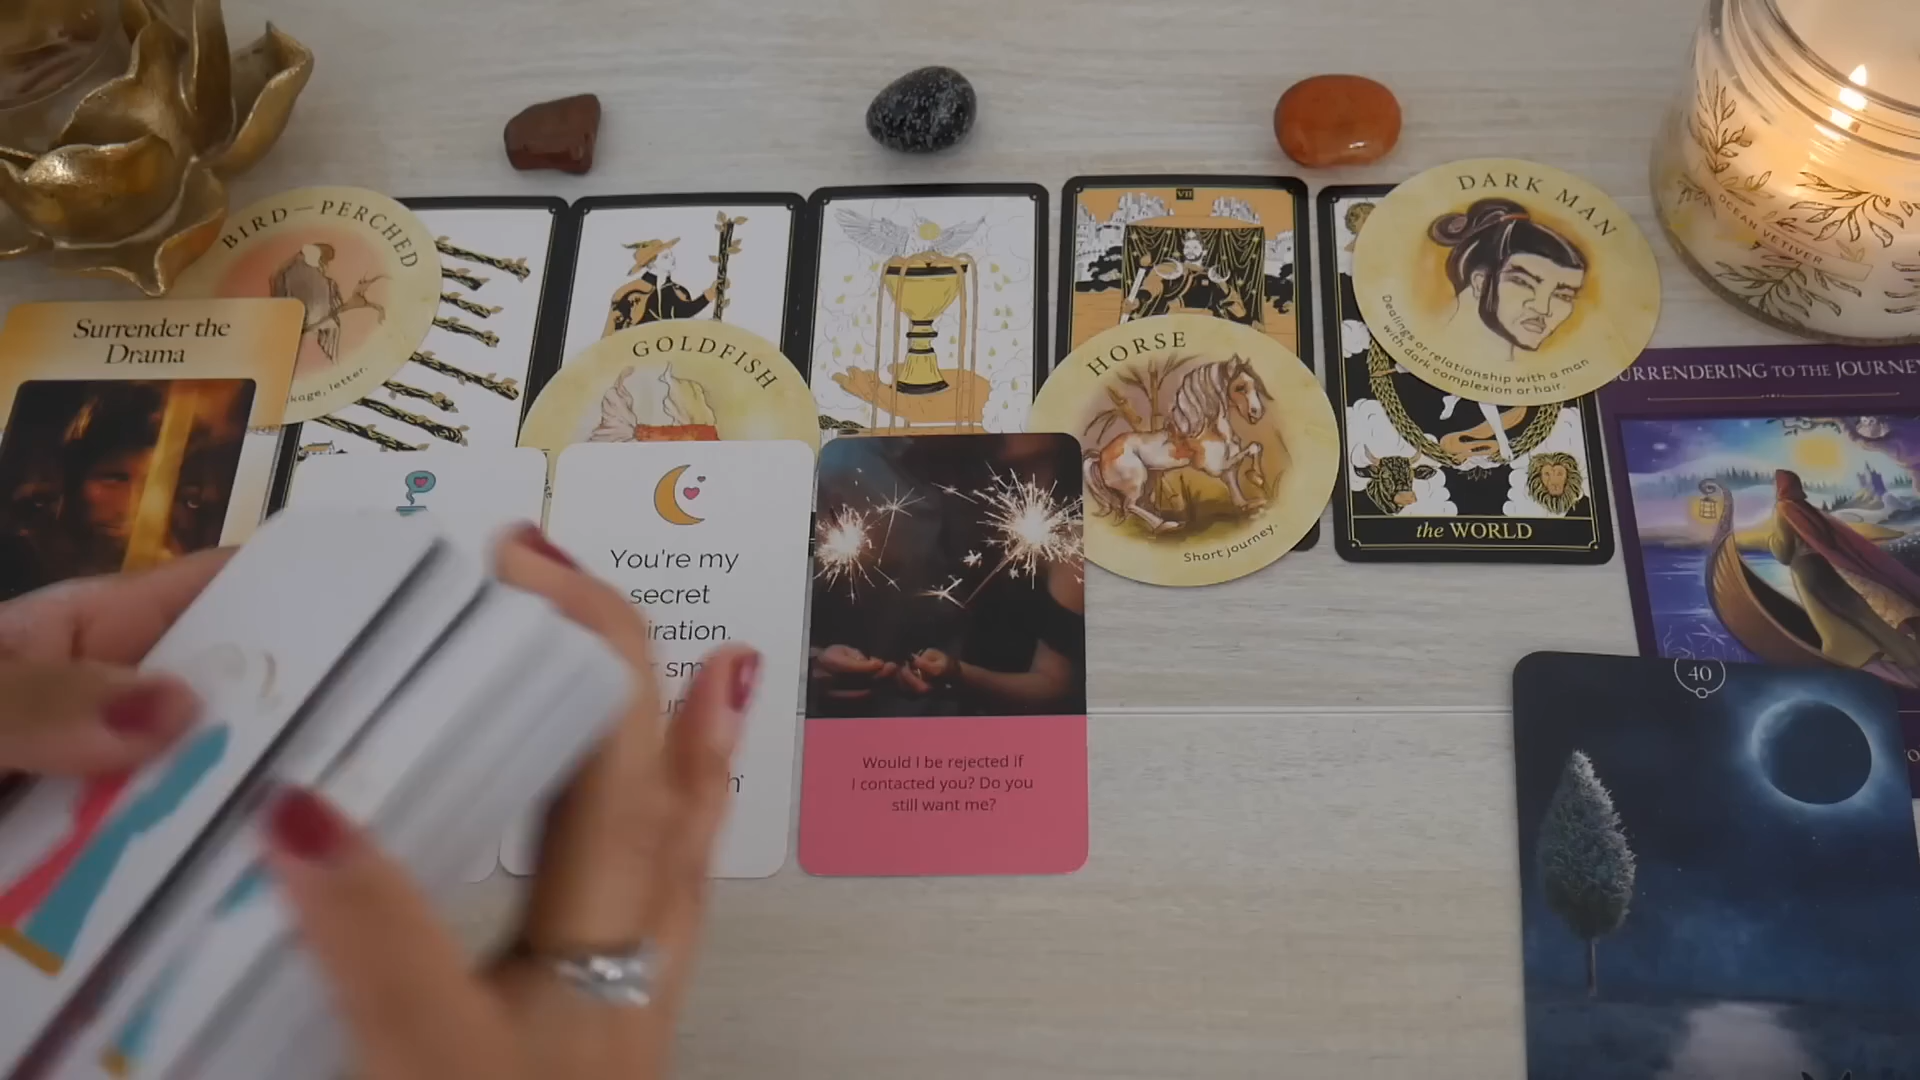 BIRD—PERCHED
kage, letter.
Surrender the
Drama
GOLDFISH
VII
HORSE
Short journey.
DARK MAN
Dealings or relationship with a man
with dark complexion or hair.
the WORLD
OCEAN VETIVER
URRENDERING TO THE JOURNEY
You're my
secret
iration.
sm
Would I be rejected if
I contacted you? Do you
still want me?
40